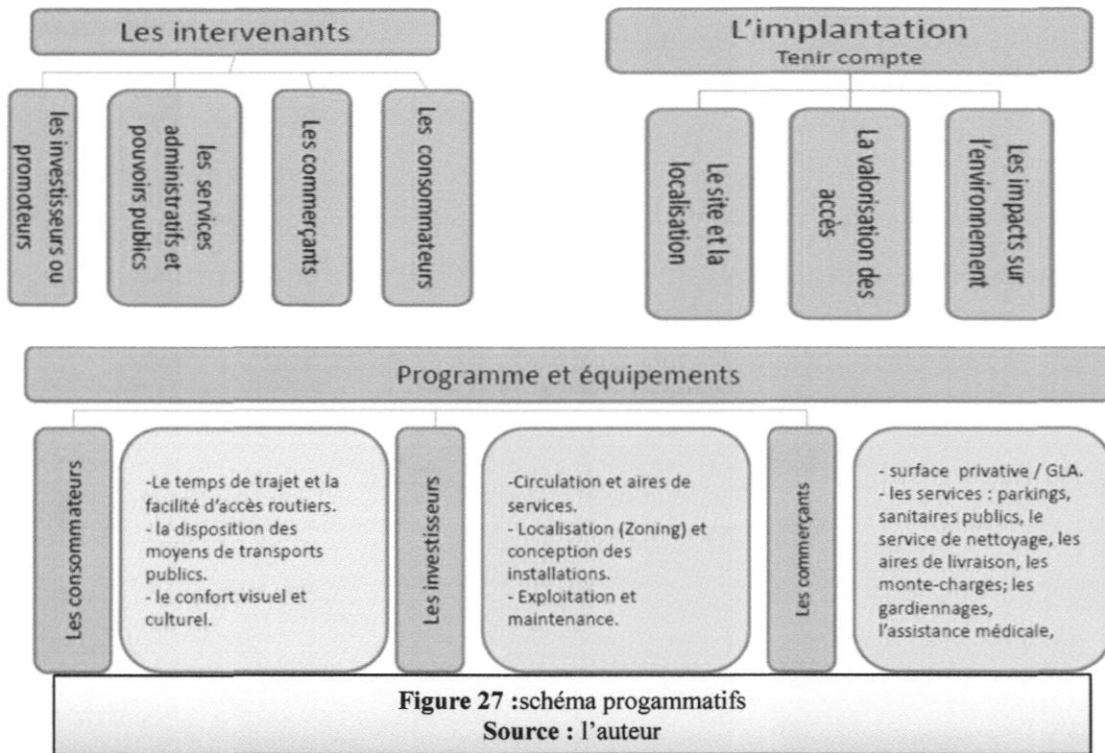 Les intervenants
les investisseurs ou
promoteurs
les services
administratifs et
pouvoirs publics
Les commerçants
Les consommateurs
L'implantation
Tenir compte
Le site et la
localisation
La valorisation des
accès
Les impacts sur
l'environnement
Programme et équipements
Les consommateurs
-Le temps de trajet et la
facilité d'accès routiers.
- la disposition des
moyens de transports
publics.
- le confort visuel et
culturel.
Les investisseurs
-Circulation et aires de
services.
- Localisation (Zoning) et
conception des
installations.
- Exploitation et
maintenance.
Les commerçants
- surface privative / GLA.
- les services : parkings,
sanitaires publics, le
service de nettoyage, les
aires de livraison, les
monte-charges; les
gardiennages,
l'assistance médicale,
Figure 27 :schéma progammatifs
Source : l'auteur